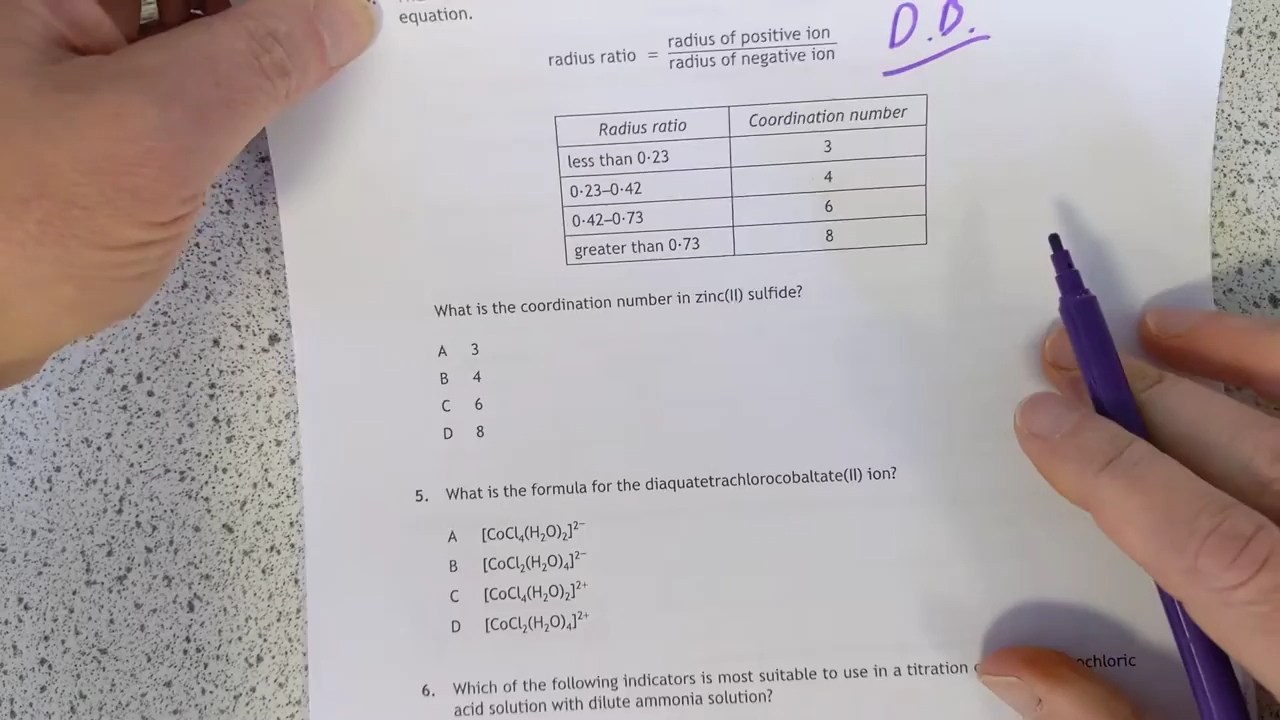 equation.
D.B.
radius ratio = radius of positive ion / radius of negative ion
Radius ratio Coordination number
less than 0·23 3
0·23–0·42 4
0·42–0·73 6
greater than 0·73 8
What is the coordination number in zinc(II) sulfide?
A 3
B 4
C 6
D 8
5. What is the formula for the diaquatetrachlorocobaltate(II) ion?
A [CoCl₄(H₂O)₂]²⁻
B [CoCl₂(H₂O)₄]²⁻
C [CoCl₄(H₂O)₂]²⁺
D [CoCl₂(H₂O)₄]²⁺
6. Which of the following indicators is most suitable to use in a titration
acid solution with dilute ammonia solution?